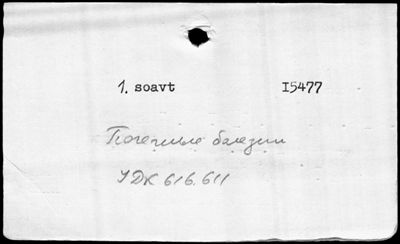 1. soavt I5477
Почечные болезни
УДК 616.611